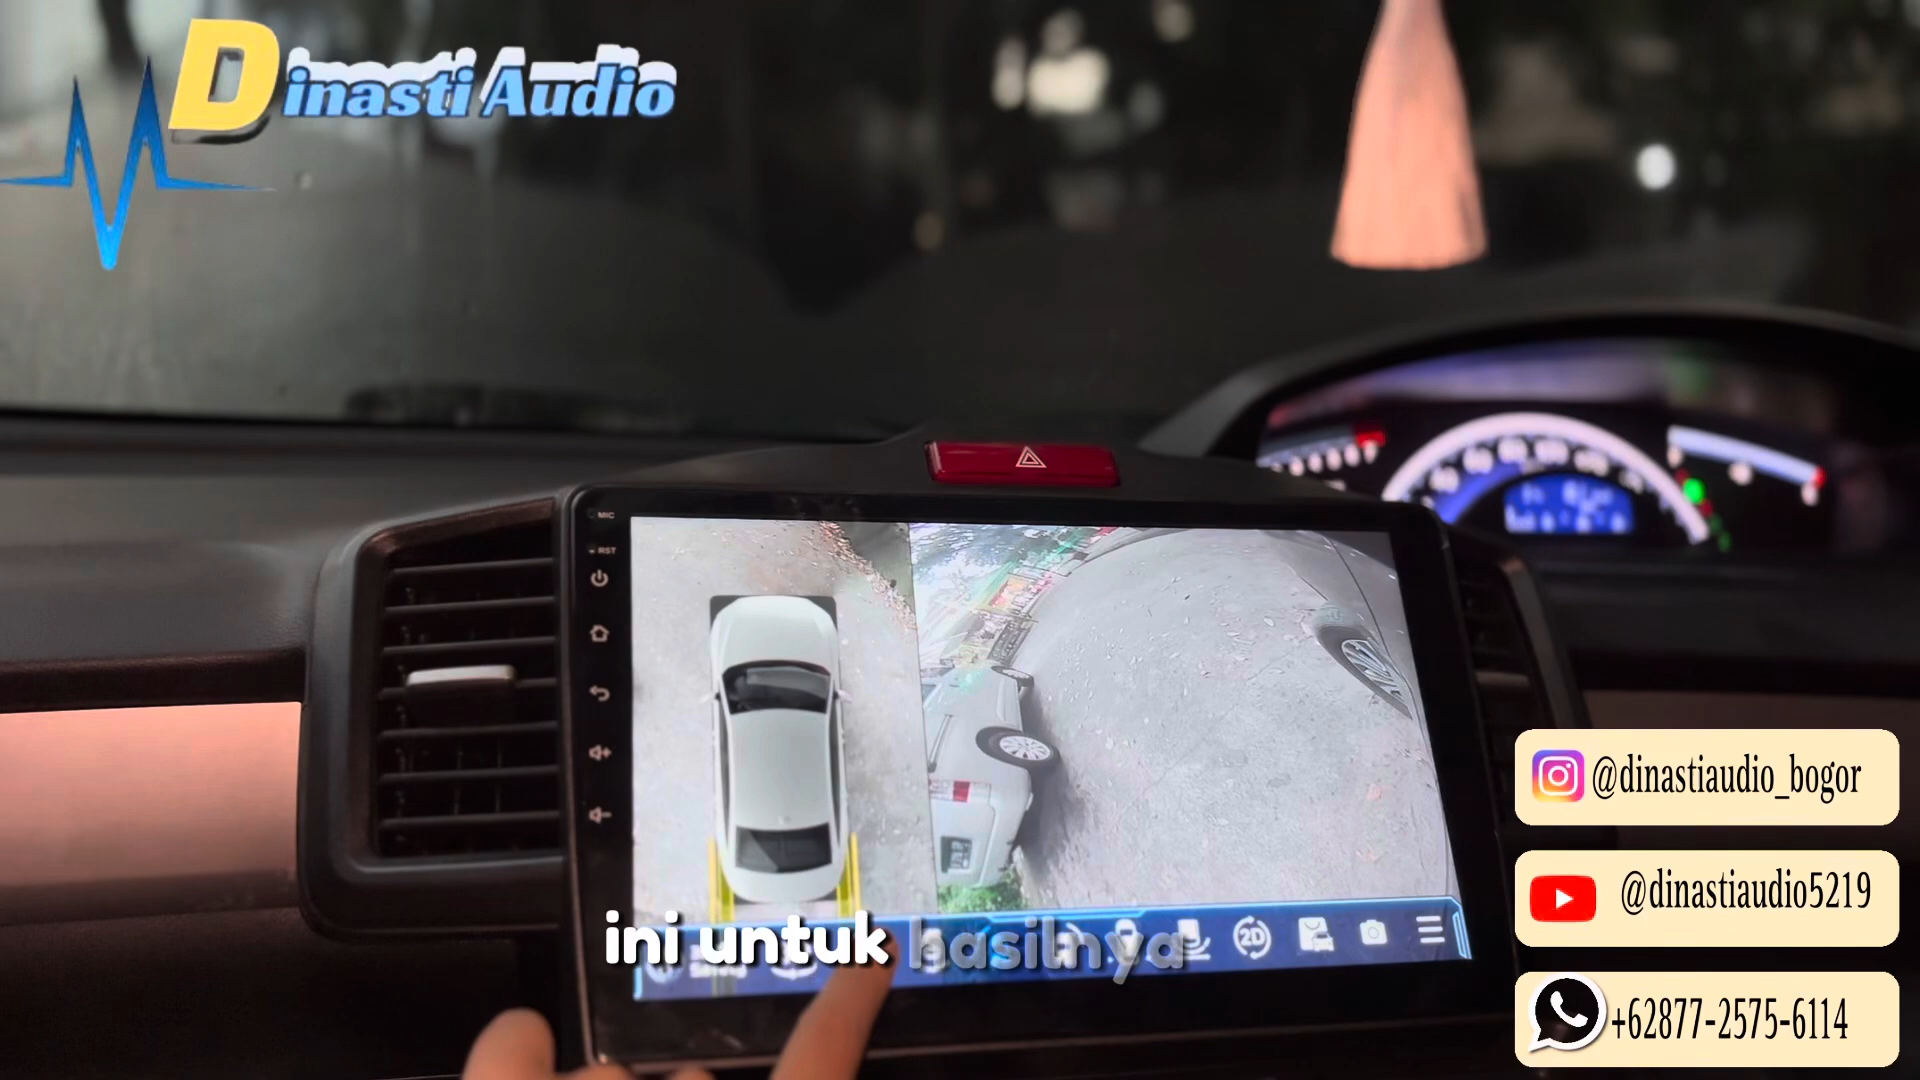 Dinasti Audio
MIC
RST
2D
ini untuk hasilnya
@dinastiaudio_bogor
@dinastiaudio5219
+62877-2575-6114